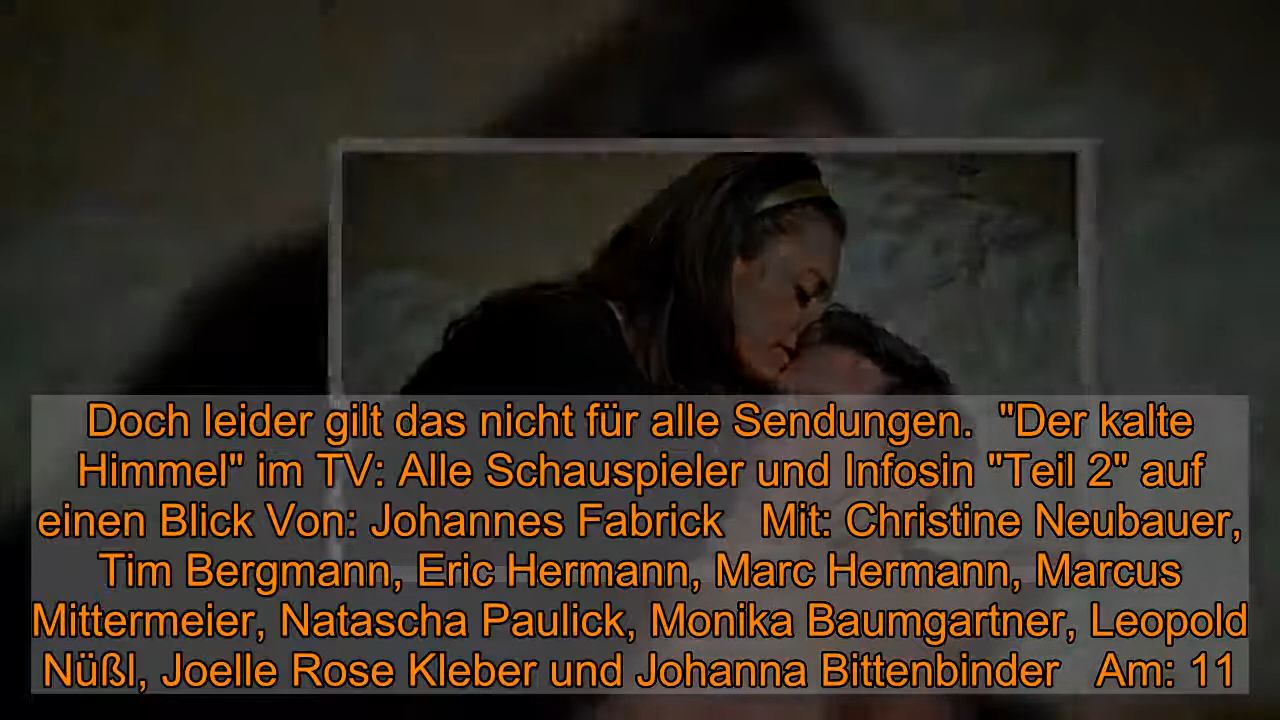 Doch leider gilt das nicht für alle Sendungen.  "Der kalte
Himmel" im TV: Alle Schauspieler und Infosin "Teil 2" auf
einen Blick Von: Johannes Fabrick   Mit: Christine Neubauer,
Tim Bergmann, Eric Hermann, Marc Hermann, Marcus
Mittermeier, Natascha Paulick, Monika Baumgartner, Leopold
Nüßl, Joelle Rose Kleber und Johanna Bittenbinder   Am: 11